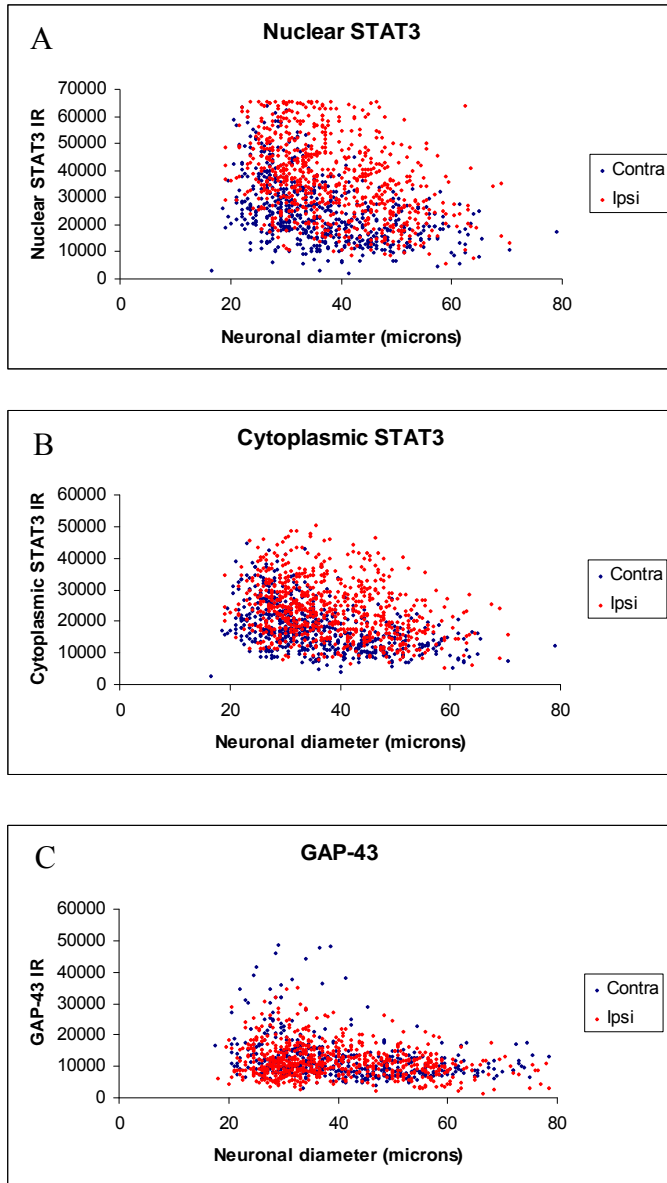 A
Nuclear STAT3
70000
60000
50000
40000
30000
20000
10000
0
Nuclear STAT3 IR
0 20 40 60 80
Neuronal diamter (microns)
Contra
Ipsi
B
Cytoplasmic STAT3
60000
50000
40000
30000
20000
10000
0
Cytoplasmic STAT3 IR
0 20 40 60 80
Neuronal diameter (microns)
Contra
Ipsi
C
GAP-43
60000
50000
40000
30000
20000
10000
0
GAP-43 IR
0 20 40 60 80
Neuronal diameter (microns)
Contra
Ipsi